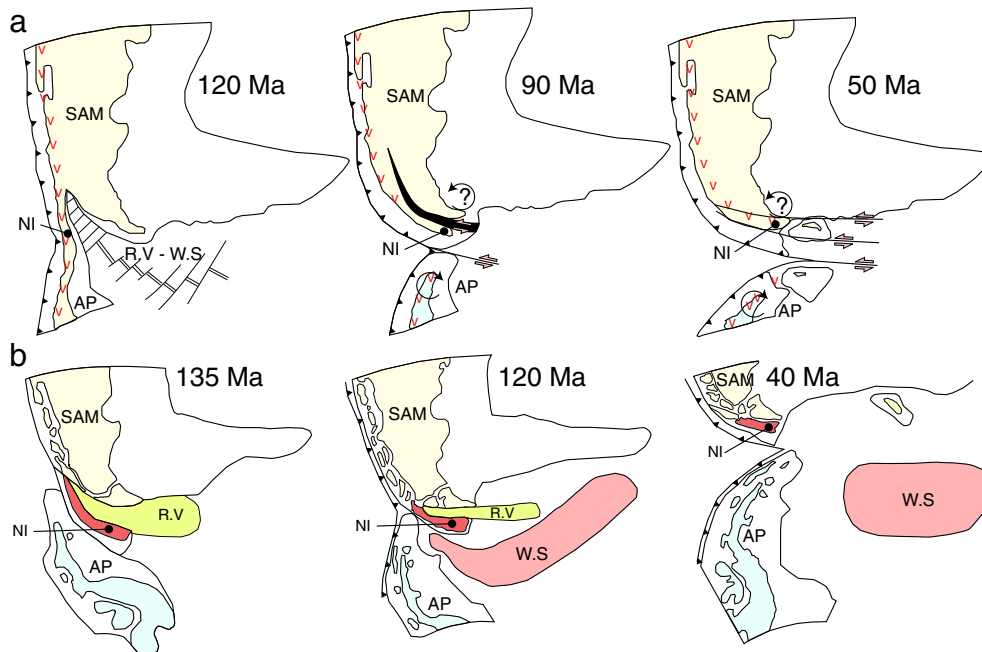 a
120 Ma
90 Ma
50 Ma
SAM
SAM
SAM
?
?
NI
R.V - W.S
NI
NI
AP
AP
AP
v v v v v v v v v v v v
v v v v v v v v v v
v v v v v v v v v v v v
b
135 Ma
120 Ma
40 Ma
SAM
SAM
SAM
NI
R.V
NI
R.V
NI
W.S
W.S
AP
AP
AP